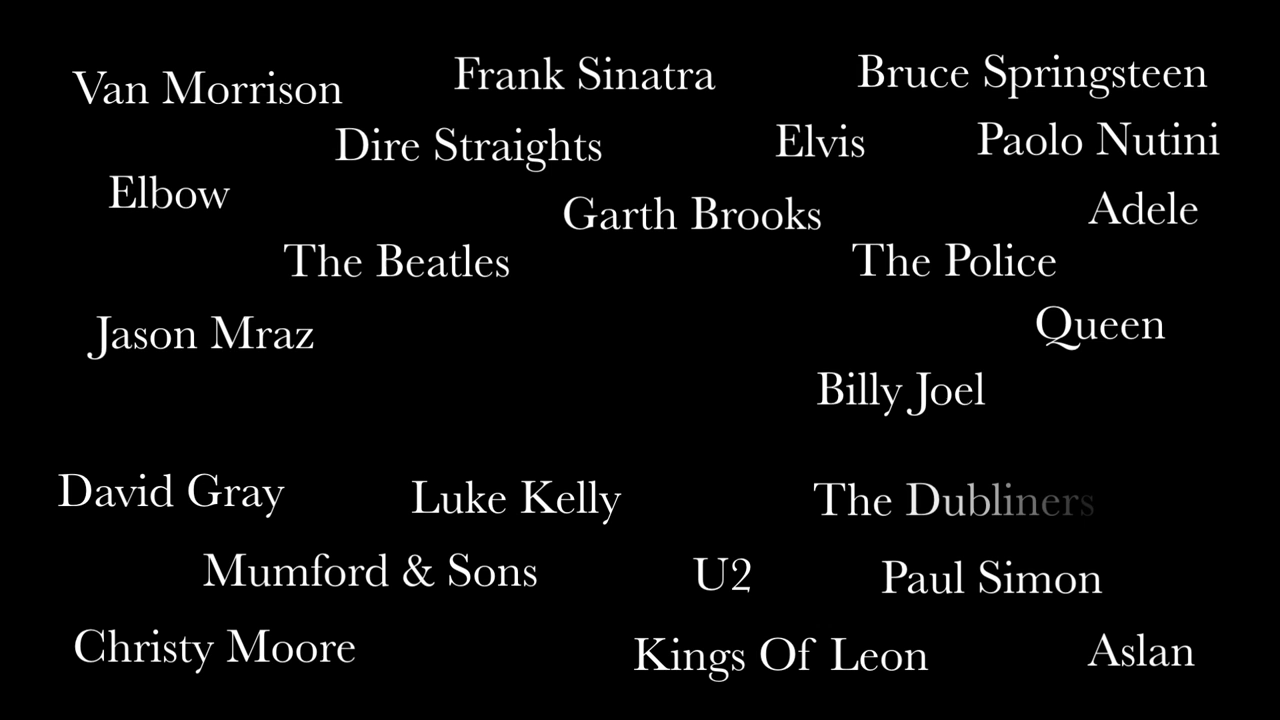 Van Morrison
Frank Sinatra
Bruce Springsteen
Dire Straights
Elvis
Paolo Nutini
Elbow
Garth Brooks
Adele
The Beatles
The Police
Jason Mraz
Queen
Billy Joel
David Gray
Luke Kelly
The Dubliners
Mumford & Sons
U2
Paul Simon
Christy Moore
Kings Of Leon
Aslan